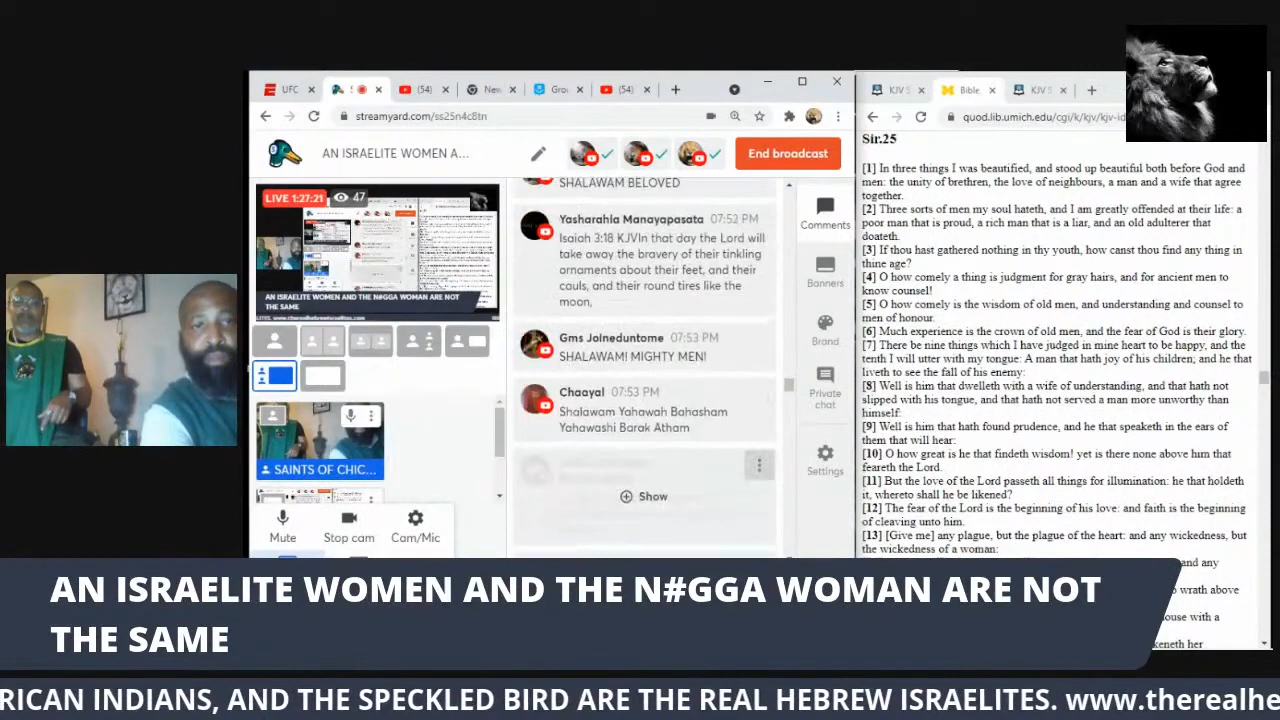 UFC
S
(54)
New
Grou
(54)
streamyard.com/ss25n4c8tn
AN ISRAELITE WOMEN A...
End broadcast
LIVE 1:27:21
47
AN ISRAELITE WOMEN AND THE N#GGA WOMAN ARE NOT
THE SAME
LITES. www.therealhebrewisraelites.com
SAINTS OF CHIC...
Mute
Stop cam
Cam/Mic
SHALAWAM BELOVED
Yasharahla Manayapasata 07:52 PM
Isaiah 3:18 KJVIn that day the Lord will
take away the bravery of their tinkling
ornaments about their feet, and their
cauls, and their round tires like the
moon,
Gms Jolneduntome 07:53 PM
SHALAWAM! MIGHTY MEN!
Chaayal 07:53 PM
Shalawam Yahawah Bahasham
Yahawashi Barak Atham
Show
Comments
Banners
Brand
Private
chat
Settings
KJV S
Bible
KJV S
quod.lib.umich.edu/cgi/k/kjv/kjv-id
Sir.25
[1] In three things I was beautified, and stood up beautiful both before God and
men: the unity of brethren, the love of neighbours, a man and a wife that agree
together.
[2] Three sorts of men my soul hateth, and I am greatly offended at their life: a
poor man that is proud, a rich man that is a liar, and an old adulterer that
doateth.
[3] If thou hast gathered nothing in thy youth, how canst thou find any thing in
thine age?
[4] O how comely a thing is judgment for gray hairs, and for ancient men to
know counsel!
[5] O how comely is the wisdom of old men, and understanding and counsel to
men of honour.
[6] Much experience is the crown of old men, and the fear of God is their glory.
[7] There be nine things which I have judged in mine heart to be happy, and the
tenth I will utter with my tongue: A man that hath joy of his children; and he that
liveth to see the fall of his enemy:
[8] Well is him that dwelleth with a wife of understanding, and that hath not
slipped with his tongue, and that hath not served a man more unworthy than
himself:
[9] Well is him that hath found prudence, and he that speaketh in the ears of
them that will hear:
[10] O how great is he that findeth wisdom! yet is there none above him that
feareth the Lord.
[11] But the love of the Lord passeth all things for illumination: he that holdeth
it, whereto shall he be likened?
[12] The fear of the Lord is the beginning of his love: and faith is the beginning
of cleaving unto him.
[13] [Give me] any plague, but the plague of the heart: and any wickedness, but
the wickedness of a woman:
and any
wrath above
ouse with a
keneth her
AN ISRAELITE WOMEN AND THE N#GGA WOMAN ARE NOT
THE SAME
RICAN INDIANS, AND THE SPECKLED BIRD ARE THE REAL HEBREW ISRAELITES. www.therealhe